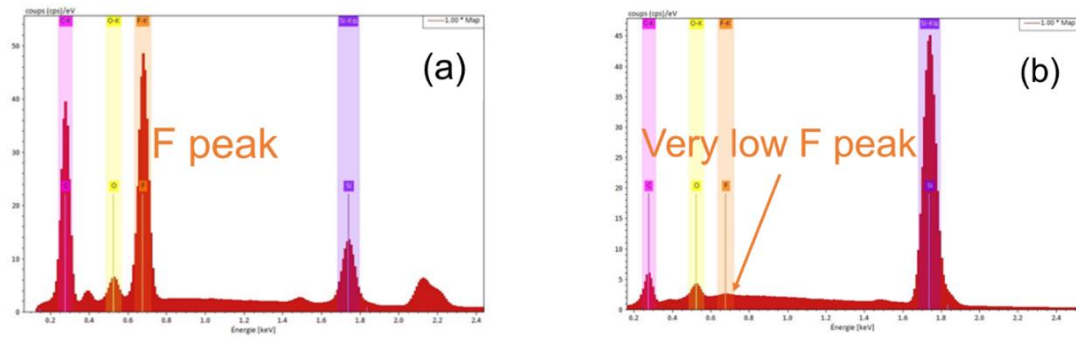 coups (cps)/eV
C-K O-K F-K Si-Kα
1.00 * Map
(a)
F peak
C O F Si
50
40
30
20
10
0
0.2 0.4 0.6 0.8 1.0 1.2 1.4 1.6 1.8 2.0 2.2 2.4
Énergie [keV]
coups (cps)/eV
C-K O-K F-K Si-Kα
1.00 * Map
(b)
Very low F peak
C O F Si
45
40
35
30
25
20
15
10
5
0
0.2 0.4 0.6 0.8 1.0 1.2 1.4 1.6 1.8 2.0 2.2 2.4
Énergie [keV]